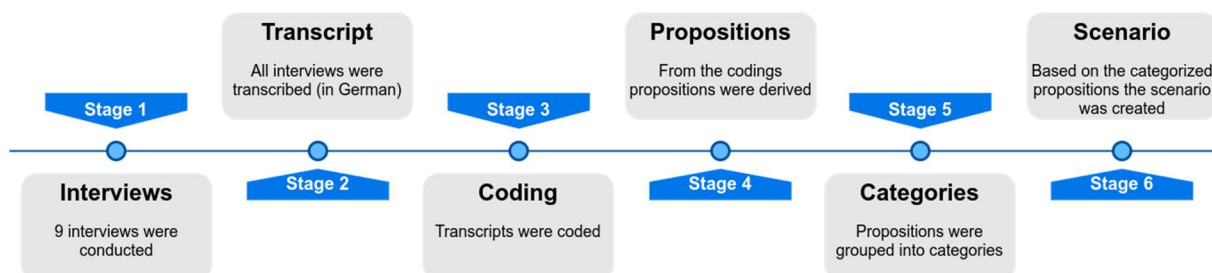 Transcript
All interviews were
transcribed (in German)
Propositions
From the codings
propositions were derived
Scenario
Based on the categorized
propositions the scenario
was created
Stage 1
Stage 3
Stage 5
Stage 2
Stage 4
Stage 6
Interviews
9 interviews were
conducted
Coding
Transcripts were coded
Categories
Propositions were
grouped into categories